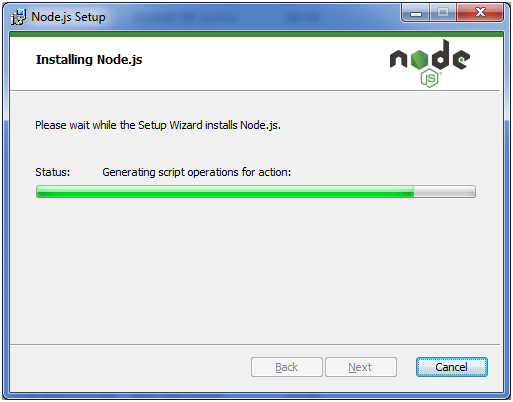 Node.js Setup
Installing Node.js
node
JS
Please wait while the Setup Wizard installs Node.js.
Status: Generating script operations for action:
Back Next Cancel